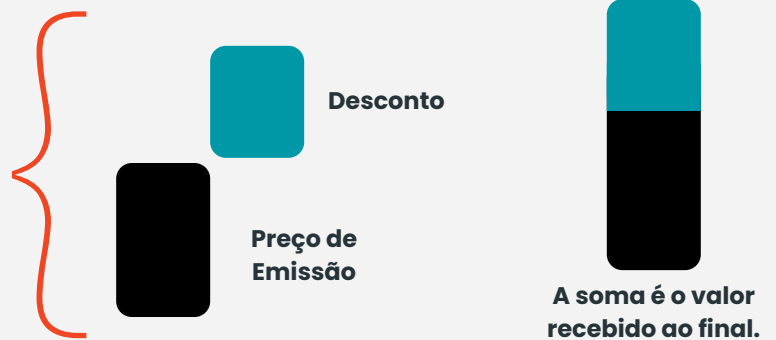 Desconto
Preço de
Emissão
A soma é o valor
recebido ao final.